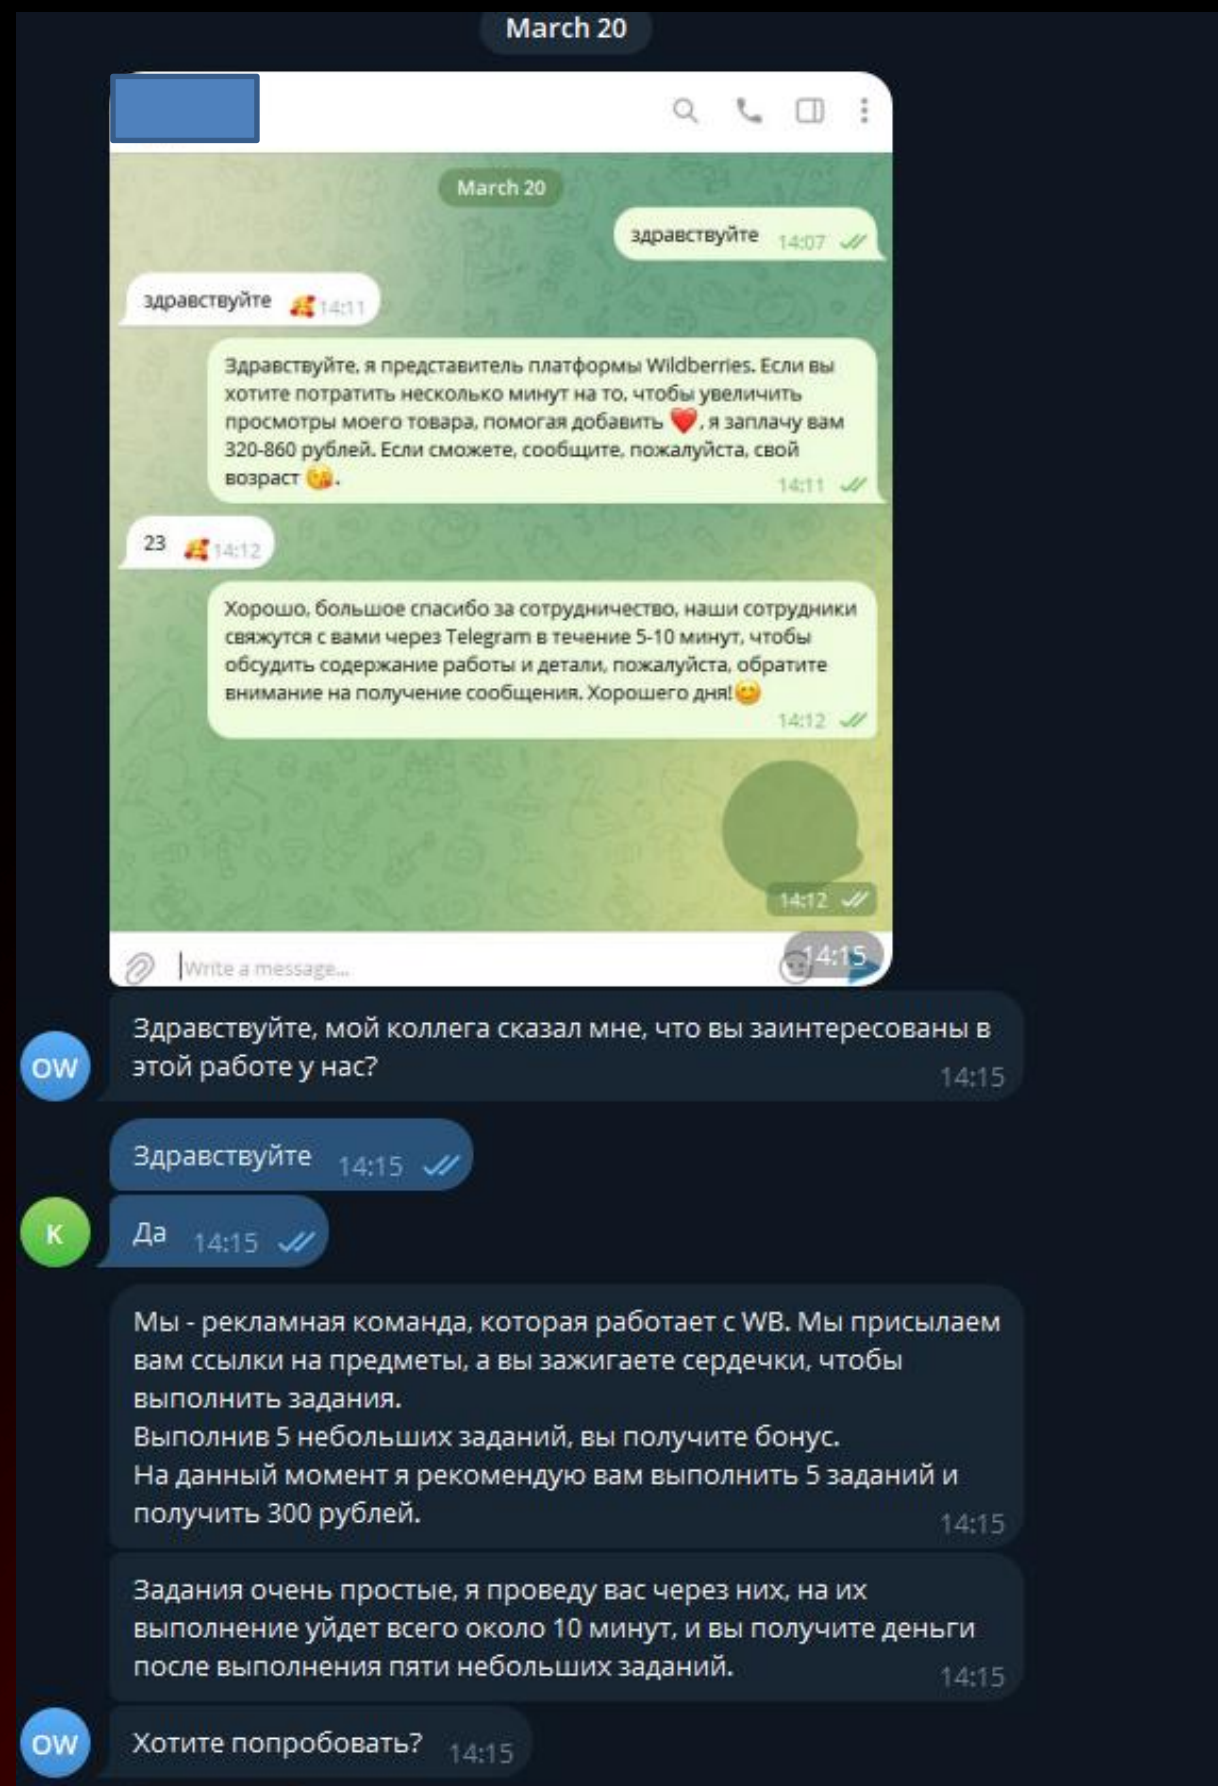 March 20
March 20
здравствуйте 14:07
здравствуйте 🥰 14:11
Здравствуйте, я представитель платформы Wildberries. Если вы
хотите потратить несколько минут на то, чтобы увеличить
просмотры моего товара, помогая добавить ❤️, я заплачу вам
320-860 рублей. Если сможете, сообщите, пожалуйста, свой
возраст 😘.
14:11
23 🥰 14:12
Хорошо, большое спасибо за сотрудничество, наши сотрудники
свяжутся с вами через Telegram в течение 5-10 минут, чтобы
обсудить содержание работы и детали, пожалуйста, обратите
внимание на получение сообщения. Хорошего дня!😊
14:12
14:12
Write a message...
14:15
Здравствуйте, мой коллега сказал мне, что вы заинтересованы в
этой работе у нас?
14:15
OW
Здравствуйте 14:15
K
Да 14:15
Мы - рекламная команда, которая работает с WB. Мы присылаем
вам ссылки на предметы, а вы зажигаете сердечки, чтобы
выполнить задания.
Выполнив 5 небольших заданий, вы получите бонус.
На данный момент я рекомендую вам выполнить 5 заданий и
получить 300 рублей.
14:15
Задания очень простые, я проведу вас через них, на их
выполнение уйдет всего около 10 минут, и вы получите деньги
после выполнения пяти небольших заданий.
14:15
OW
Хотите попробовать? 14:15